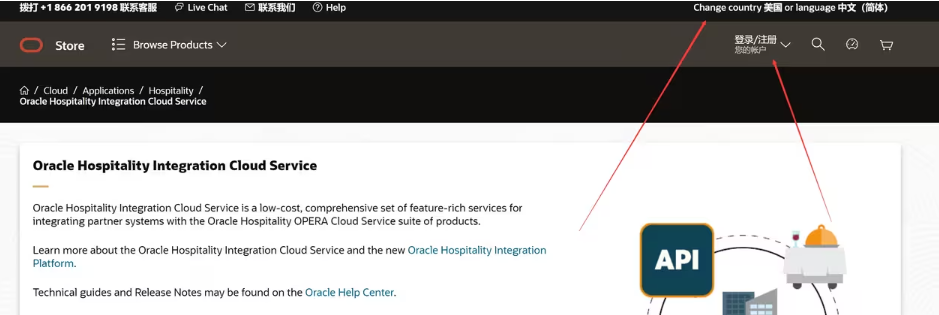 拨打 +1 866 201 9198 联系客服 Live Chat 联系我们 Help Change country 美国 or language 中文（简体）
Store Browse Products 登录/注册
您的帐户
/ Cloud / Applications / Hospitality /
Oracle Hospitality Integration Cloud Service
Oracle Hospitality Integration Cloud Service
Oracle Hospitality Integration Cloud Service is a low-cost, comprehensive set of feature-rich services for
integrating partner systems with the Oracle Hospitality OPERA Cloud Service suite of products.
Learn more about the Oracle Hospitality Integration Cloud Service and the new Oracle Hospitality Integration
Platform.
Technical guides and Release Notes may be found on the Oracle Help Center.
API